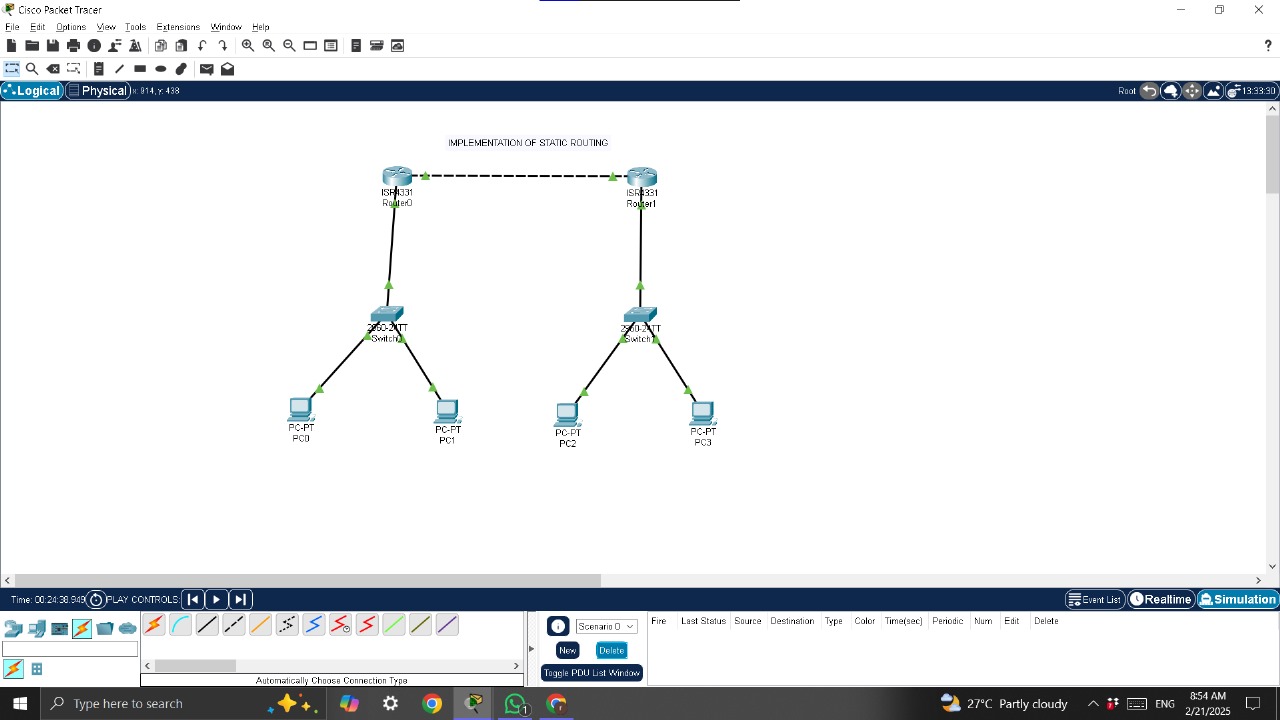 Cisco Packet Tracer
File Edit Options View Tools Extensions Window Help
?
Logical Physical x: 914, y: 438 Root 13:33:30
IMPLEMENTATION OF STATIC ROUTING
ISR4331 ISR4331
Router0 Router1
2960-24TT 2960-24TT
PC-PT PC-PT PC-PT PC-PT
PC0 PC1 PC2 PC3
Time: 00:24:38.949 PLAY CONTROLS: Event List Realtime Simulation
Scenario 0 Fire Last Status Source Destination Type Color Time(sec) Periodic Num Edit Delete
New Delete
Toggle PDU List Window
Automatically Choose Connection Type
Type here to search 1 27°C Partly cloudy ENG 8:54 AM
2/21/2025